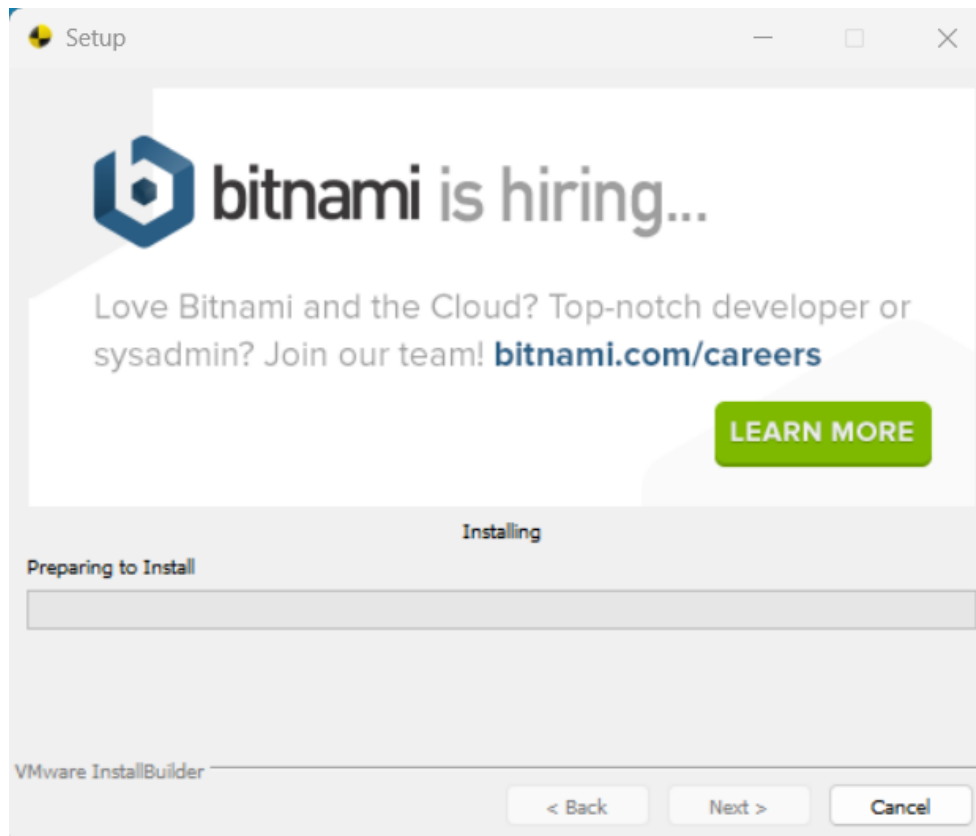 Setup
bitnami is hiring...
Love Bitnami and the Cloud? Top-notch developer or
sysadmin? Join our team! bitnami.com/careers
LEARN MORE
Installing
Preparing to Install
VMware InstallBuilder
< Back Next > Cancel